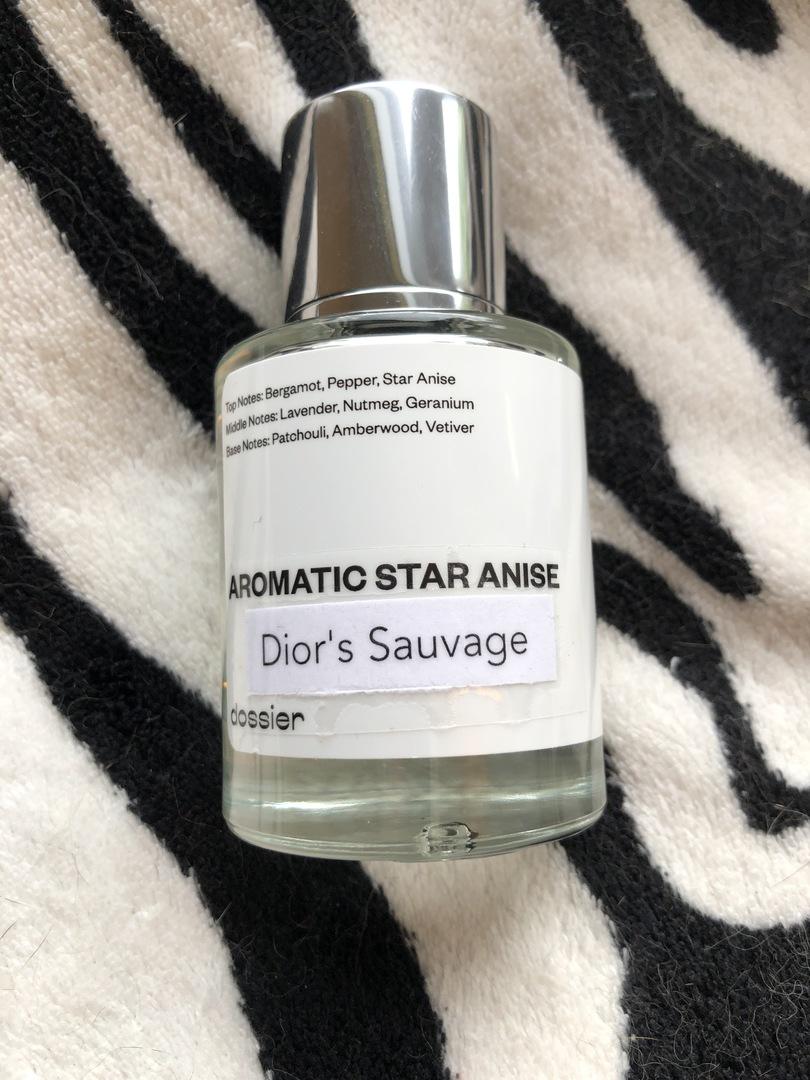 Top Notes: Bergamot, Pepper, Star Anise
Middle Notes: Lavender, Nutmeg, Geranium
Base Notes: Patchouli, Amberwood, Vetiver
AROMATIC STAR ANISE
Dior's Sauvage
dossier